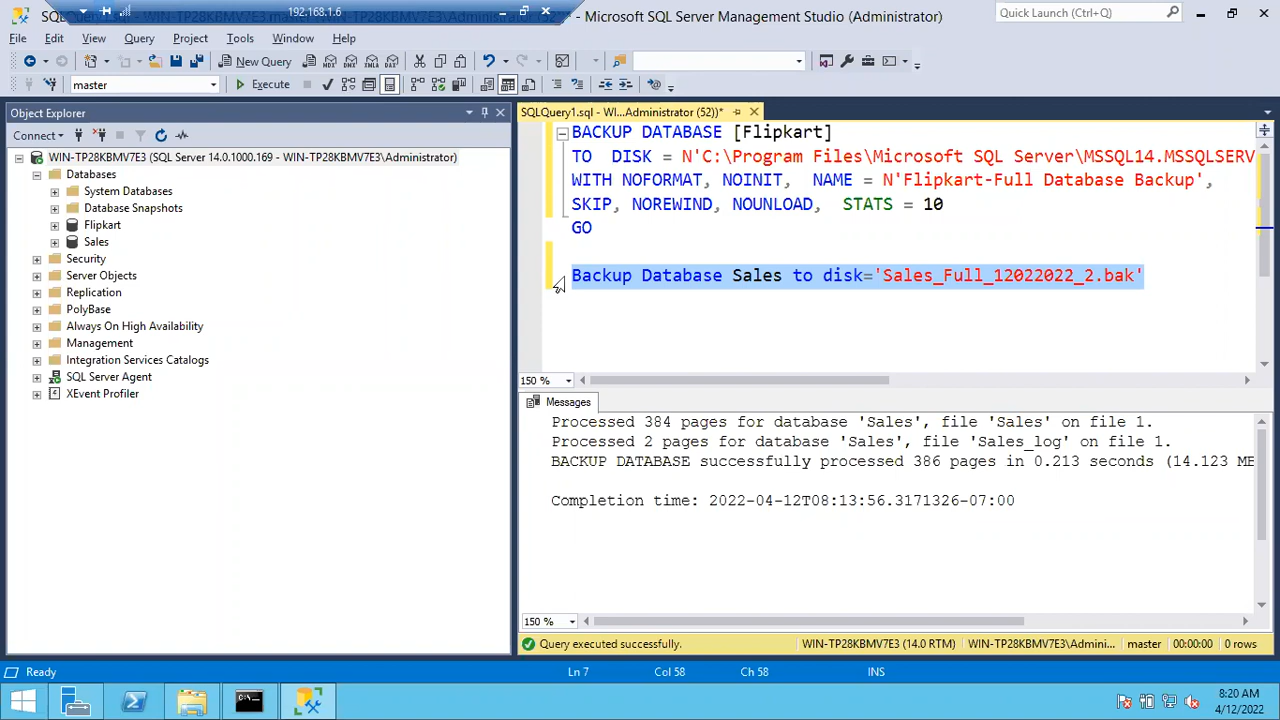 SQLQuery1.sql
192.168.1.6
- Microsoft SQL Server Management Studio (Administrator)
Quick Launch (Ctrl+Q)
File Edit View Query Project Tools Window Help
New Query
master
Execute
Object Explorer
Connect
WIN-TP28KBMV7E3 (SQL Server 14.0.1000.169 - WIN-TP28KBMV7E3\Administrator)
Databases
System Databases
Database Snapshots
Flipkart
Sales
Security
Server Objects
Replication
PolyBase
Always On High Availability
Management
Integration Services Catalogs
SQL Server Agent
XEvent Profiler
SQLQuery1.sql - WI...Administrator (52))*
BACKUP DATABASE [Flipkart]
TO DISK = N'C:\Program Files\Microsoft SQL Server\MSSQL14.MSSQLSERV
WITH NOFORMAT, NOINIT, NAME = N'Flipkart-Full Database Backup',
SKIP, NOREWIND, NOUNLOAD, STATS = 10
GO
Backup Database Sales to disk='Sales_Full_12022022_2.bak'
150 %
Messages
Processed 384 pages for database 'Sales', file 'Sales' on file 1.
Processed 2 pages for database 'Sales', file 'Sales_log' on file 1.
BACKUP DATABASE successfully processed 386 pages in 0.213 seconds (14.123 ME
Completion time: 2022-04-12T08:13:56.3171326-07:00
150 %
Query executed successfully. WIN-TP28KBMV7E3 (14.0 RTM) WIN-TP28KBMV7E3\Admini... master 00:00:00 0 rows
Ready Ln 7 Col 58 Ch 58 INS
8:20 AM
4/12/2022